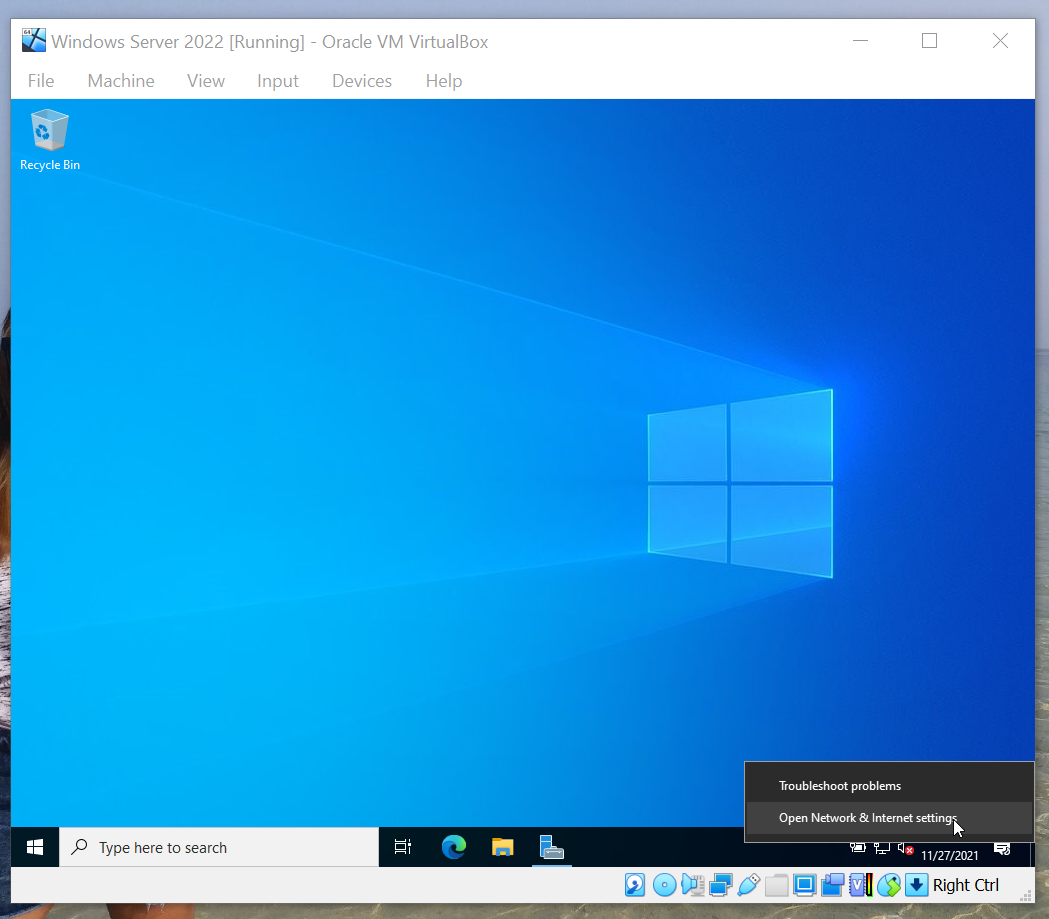 Windows Server 2022 [Running] - Oracle VM VirtualBox
File Machine View Input Devices Help
Recycle Bin
Troubleshoot problems
Open Network & Internet settings
Type here to search
11/27/2021
Right Ctrl